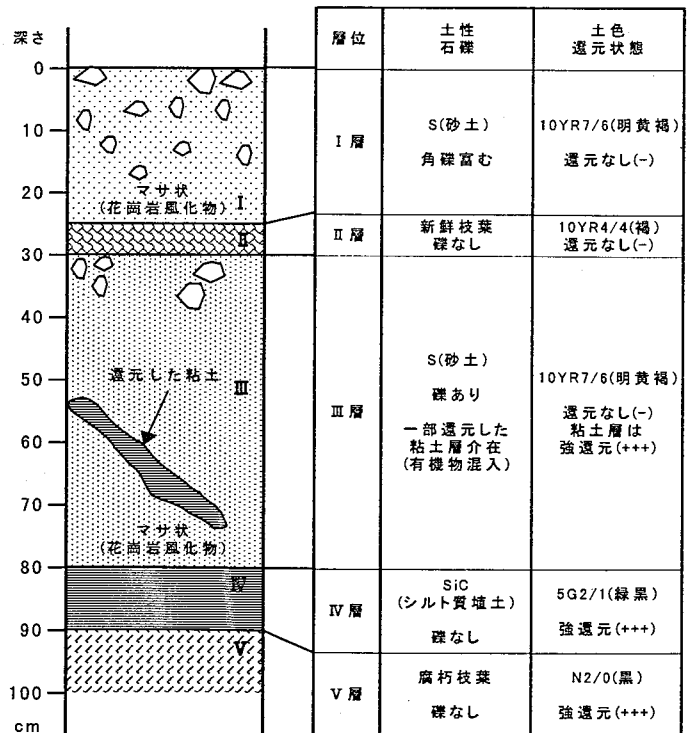 深さ
0
10
20
30
40
50
60
70
80
90
100
cm
マサ状
(花崗岩風化物)
I
II
還元した粘土
III
マサ状
(花崗岩風化物)
IV
V
層位
土性
石礫
土色
還元状態
I 層
S(砂土)
角礫富む
10YR7/6(明黄褐)
還元なし(-)
II 層
新鮮枝葉
礫なし
10YR4/4(褐)
還元なし(-)
III 層
S(砂土)
礫あり
一部還元した
粘土層介在
(有機物混入)
10YR7/6(明黄褐)
還元なし(-)
粘土層は
強還元(+++)
IV 層
SiC
(シルト質埴土)
礫なし
5G2/1(緑黒)
強還元(+++)
V 層
腐朽枝葉
礫なし
N2/0(黒)
強還元(+++)